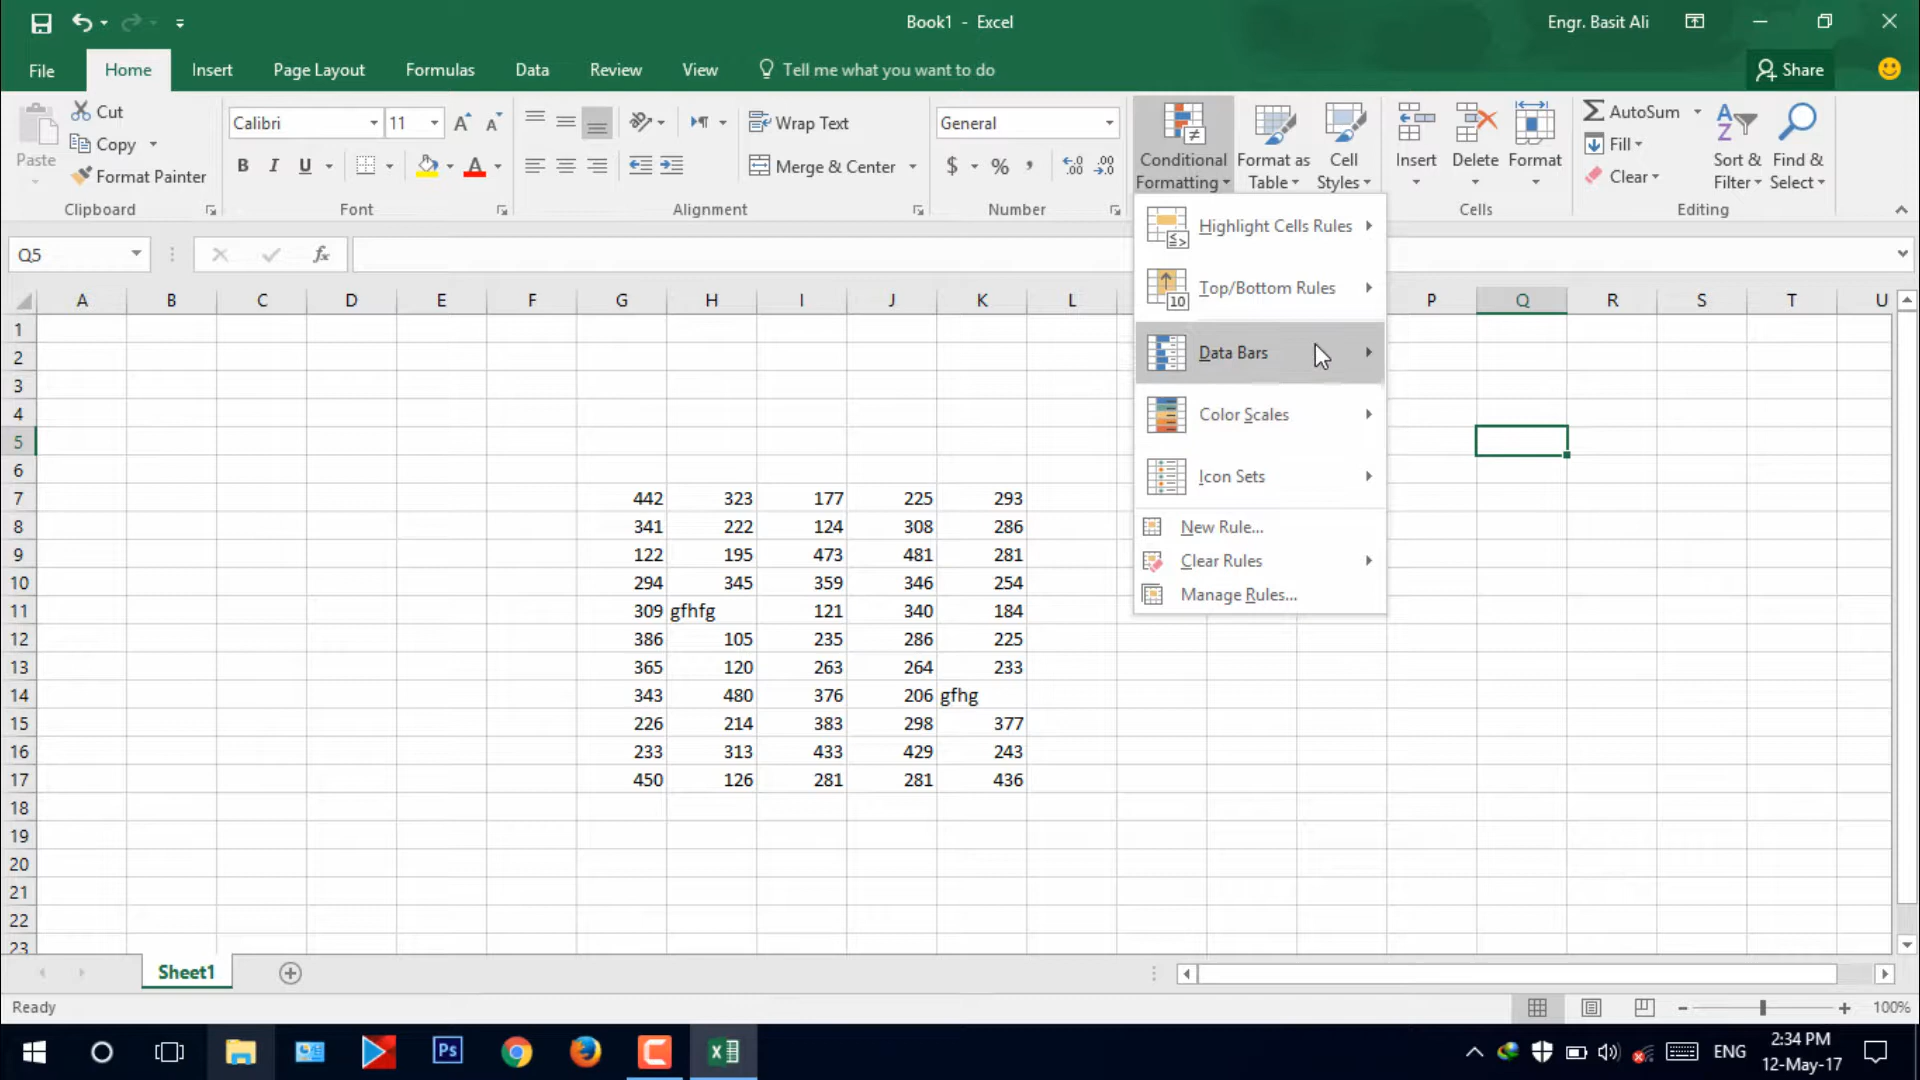 Book1 - Excel
Engr. Basit Ali
File Home Insert Page Layout Formulas Data Review View Tell me what you want to do Share
Paste Cut
Copy
Format Painter
Clipboard
Calibri 11
B I U A
Font
Wrap Text
Merge & Center
Alignment
General
$ % , .00
Number
Conditional Formatting
Format as Table
Cell Styles
Insert
Delete
Format
Cells
AutoSum
Fill
Clear
Sort & Filter
Find & Select
Editing
Highlight Cells Rules
Top/Bottom Rules
Data Bars
Color Scales
Icon Sets
New Rule...
Clear Rules
Manage Rules...
Q5 fx
A B C D E F G H I J K L P Q R S T U
1
2
3
4
5
6
7 442 323 177 225 293
8 341 222 124 308 286
9 122 195 473 481 281
10 294 345 359 346 254
11 309 gfhfg 121 340 184
12 386 105 235 286 225
13 365 120 263 264 233
14 343 480 376 206 gfhg
15 226 214 383 298 377
16 233 313 433 429 243
17 450 126 281 281 436
18
19
20
21
22
23
Sheet1
Ready 100%
Ps
ENG 2:34 PM
12-May-17